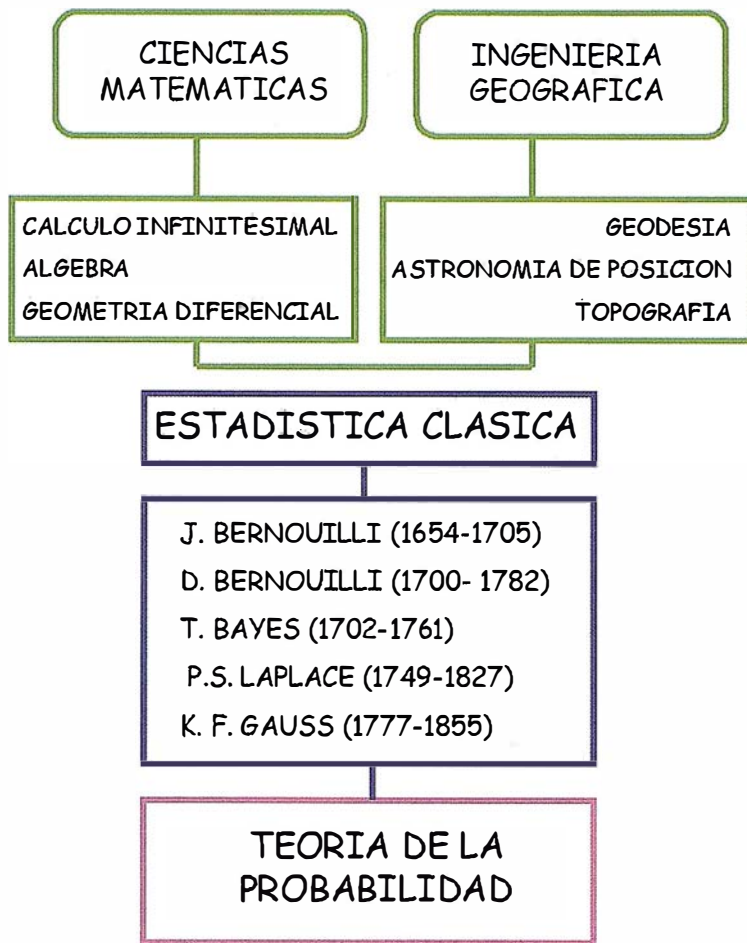 CIENCIAS
MATEMATICAS
INGENIERIA
GEOGRAFICA
CALCULO INFINITESIMAL
ALGEBRA
GEOMETRIA DIFERENCIAL
GEODESIA
ASTRONOMIA DE POSICION
TOPOGRAFIA
ESTADISTICA CLASICA
J. BERNOUILLI (1654-1705)
D. BERNOUILLI (1700- 1782)
T. BAYES (1702-1761)
P.S. LAPLACE (1749-1827)
K. F. GAUSS (1777-1855)
TEORIA DE LA
PROBABILIDAD